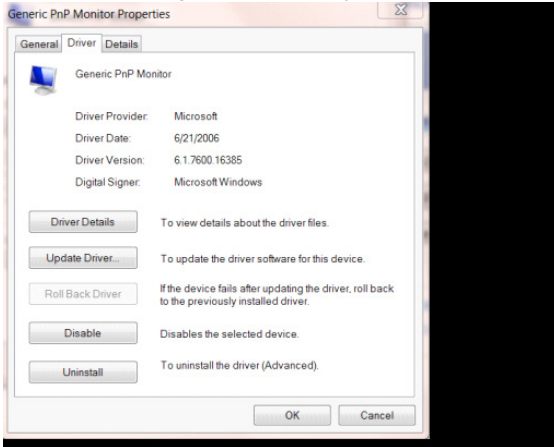 Generic PnP Monitor Properties
General Driver Details
Generic PnP Monitor
Driver Provider: Microsoft
Driver Date: 6/21/2006
Driver Version: 6.1.7600.16385
Digital Signer: Microsoft Windows
Driver Details To view details about the driver files.
Update Driver... To update the driver software for this device.
Roll Back Driver If the device fails after updating the driver, roll back
to the previously installed driver.
Disable Disables the selected device.
Uninstall To uninstall the driver (Advanced).
OK Cancel